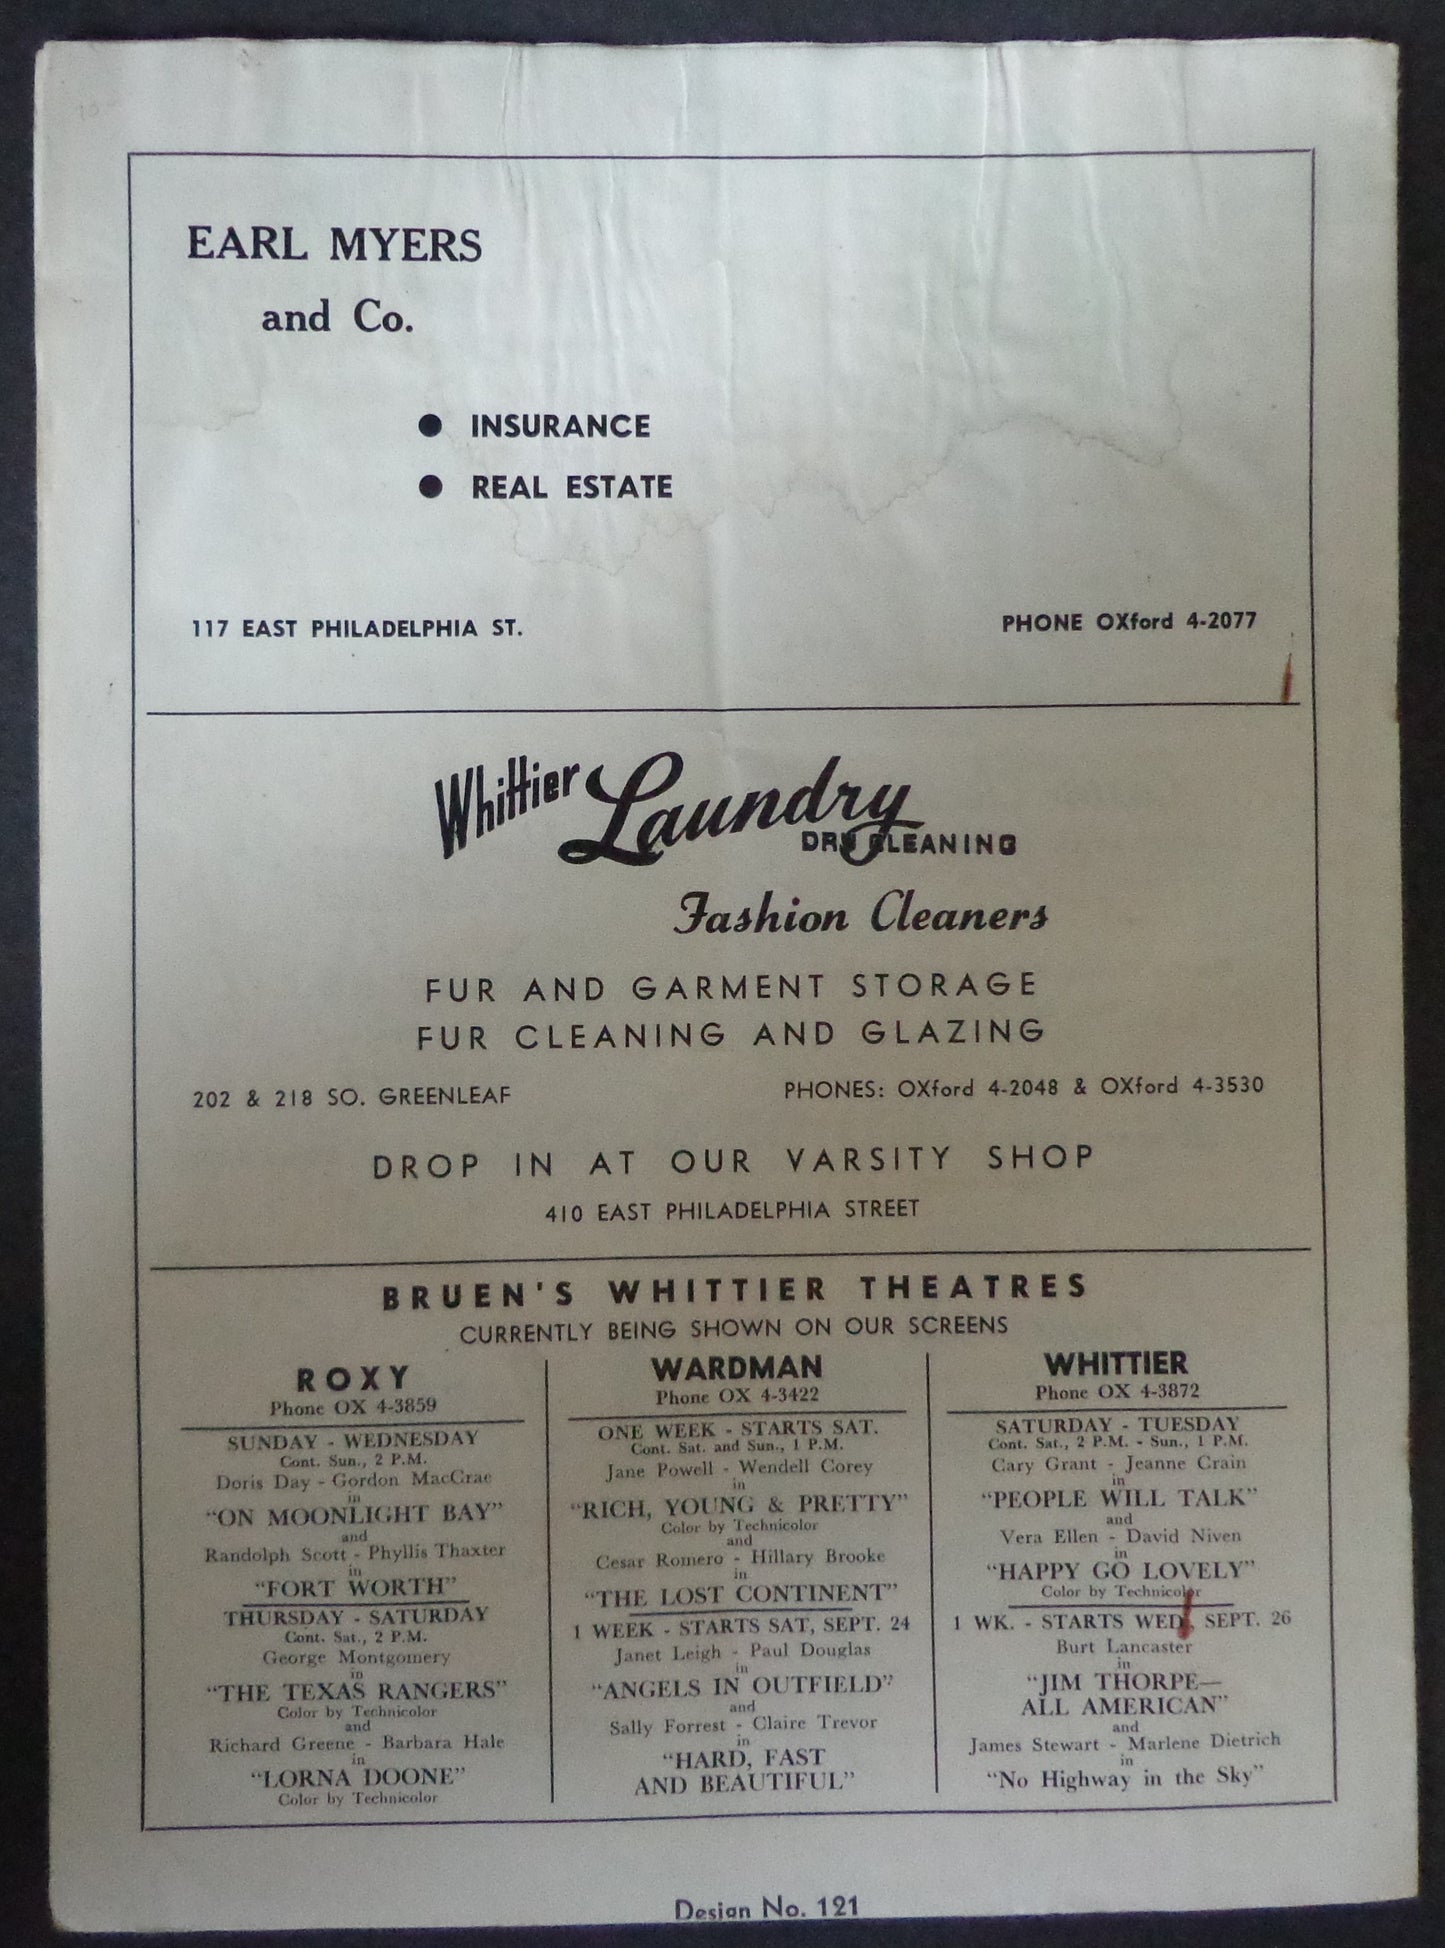 EARL MYERS
and Co.
● INSURANCE
● REAL ESTATE
117 EAST PHILADELPHIA ST. PHONE OXford 4-2077
Whittier Laundry
DRY CLEANING
Fashion Cleaners
FUR AND GARMENT STORAGE
FUR CLEANING AND GLAZING
202 & 218 SO. GREENLEAF PHONES: OXford 4-2048 & OXford 4-3530
DROP IN AT OUR VARSITY SHOP
410 EAST PHILADELPHIA STREET
BRUEN'S WHITTIER THEATRES
CURRENTLY BEING SHOWN ON OUR SCREENS
ROXY
Phone OX 4-3859
SUNDAY - WEDNESDAY
Cont. Sun., 2 P.M.
Doris Day - Gordon MacCrae
in
"ON MOONLIGHT BAY"
and
Randolph Scott - Phyllis Thaxter
in
"FORT WORTH"
THURSDAY - SATURDAY
Cont. Sat., 2 P.M.
George Montgomery
in
"THE TEXAS RANGERS"
Color by Technicolor
and
Richard Greene - Barbara Hale
in
"LORNA DOONE"
Color by Technicolor
WARDMAN
Phone OX 4-3422
ONE WEEK - STARTS SAT.
Cont. Sat. and Sun., 1 P.M.
Jane Powell - Wendell Corey
in
"RICH, YOUNG & PRETTY"
Color by Technicolor
and
Cesar Romero - Hillary Brooke
in
"THE LOST CONTINENT"
1 WEEK - STARTS SAT, SEPT. 24
Janet Leigh - Paul Douglas
in
"ANGELS IN OUTFIELD"
and
Sally Forrest - Claire Trevor
in
"HARD, FAST
AND BEAUTIFUL"
WHITTIER
Phone OX 4-3872
SATURDAY - TUESDAY
Cont. Sat., 2 P.M. - Sun., 1 P.M.
Cary Grant - Jeanne Crain
in
"PEOPLE WILL TALK"
and
Vera Ellen - David Niven
in
"HAPPY GO LOVELY"
Color by Technicolor
1 WK. - STARTS WED., SEPT. 26
Burt Lancaster
in
"JIM THORPE—
ALL AMERICAN"
and
James Stewart - Marlene Dietrich
in
"No Highway in the Sky"
Design No. 121